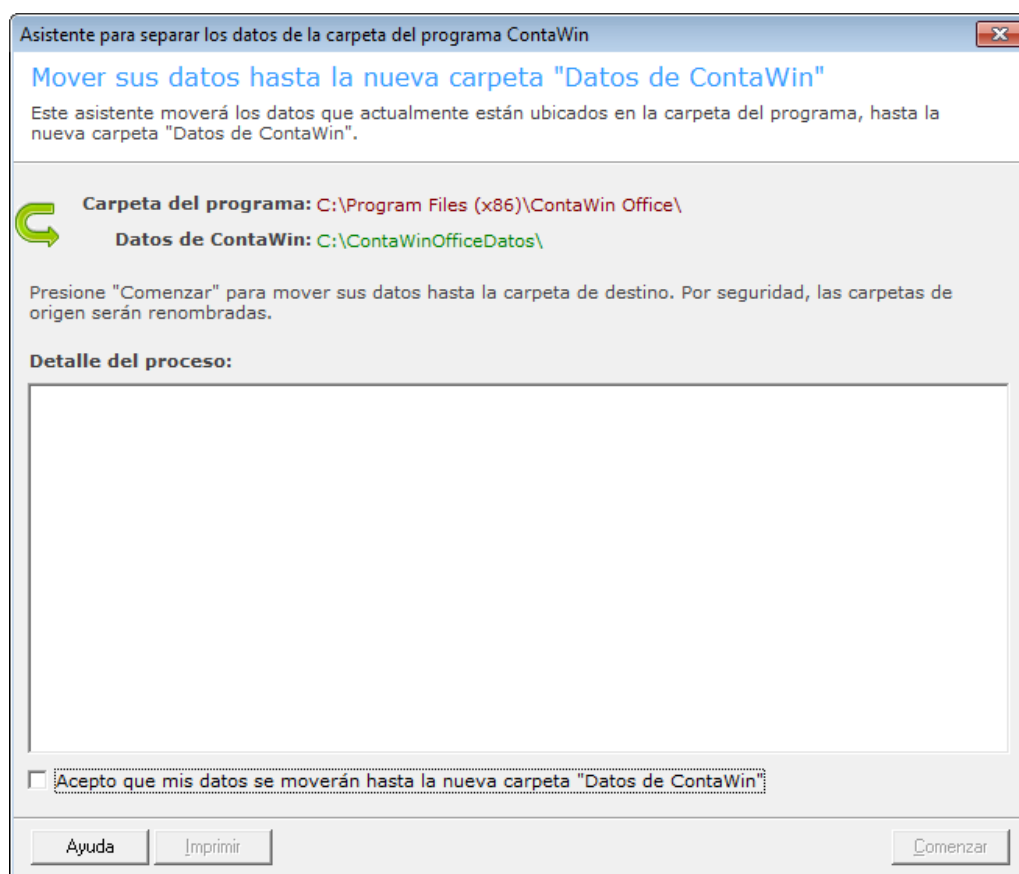 Asistente para separar los datos de la carpeta del programa ContaWin
Mover sus datos hasta la nueva carpeta "Datos de ContaWin"
Este asistente moverá los datos que actualmente están ubicados en la carpeta del programa, hasta la
nueva carpeta "Datos de ContaWin".
Carpeta del programa: C:\Program Files (x86)\ContaWin Office\
Datos de ContaWin: C:\ContaWinOfficeDatos\
Presione "Comenzar" para mover sus datos hasta la carpeta de destino. Por seguridad, las carpetas de
origen serán renombradas.
Detalle del proceso:
Acepto que mis datos se moverán hasta la nueva carpeta "Datos de ContaWin"
Ayuda Imprimir Comenzar